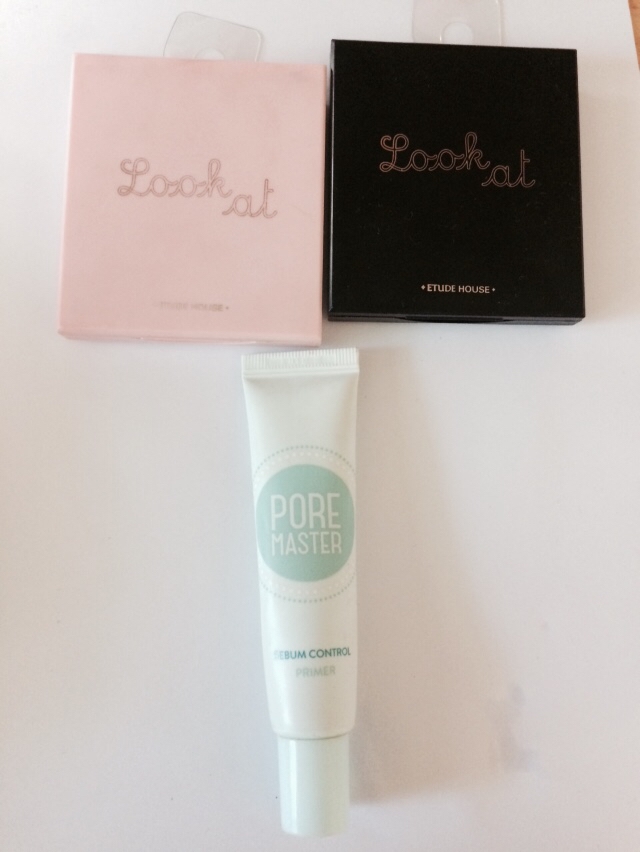 Look
at
• ETUDE HOUSE •
Look
at
• ETUDE HOUSE •
PORE
MASTER
SEBUM CONTROL
PRIMER